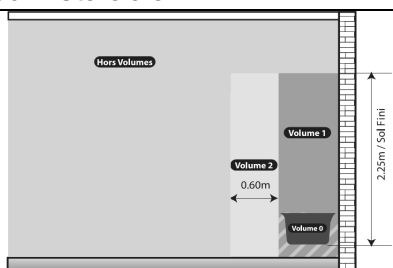 Hors Volumes
Volume 1
Volume 2
0.60m
Volume 0
2.25m / Sol Fini